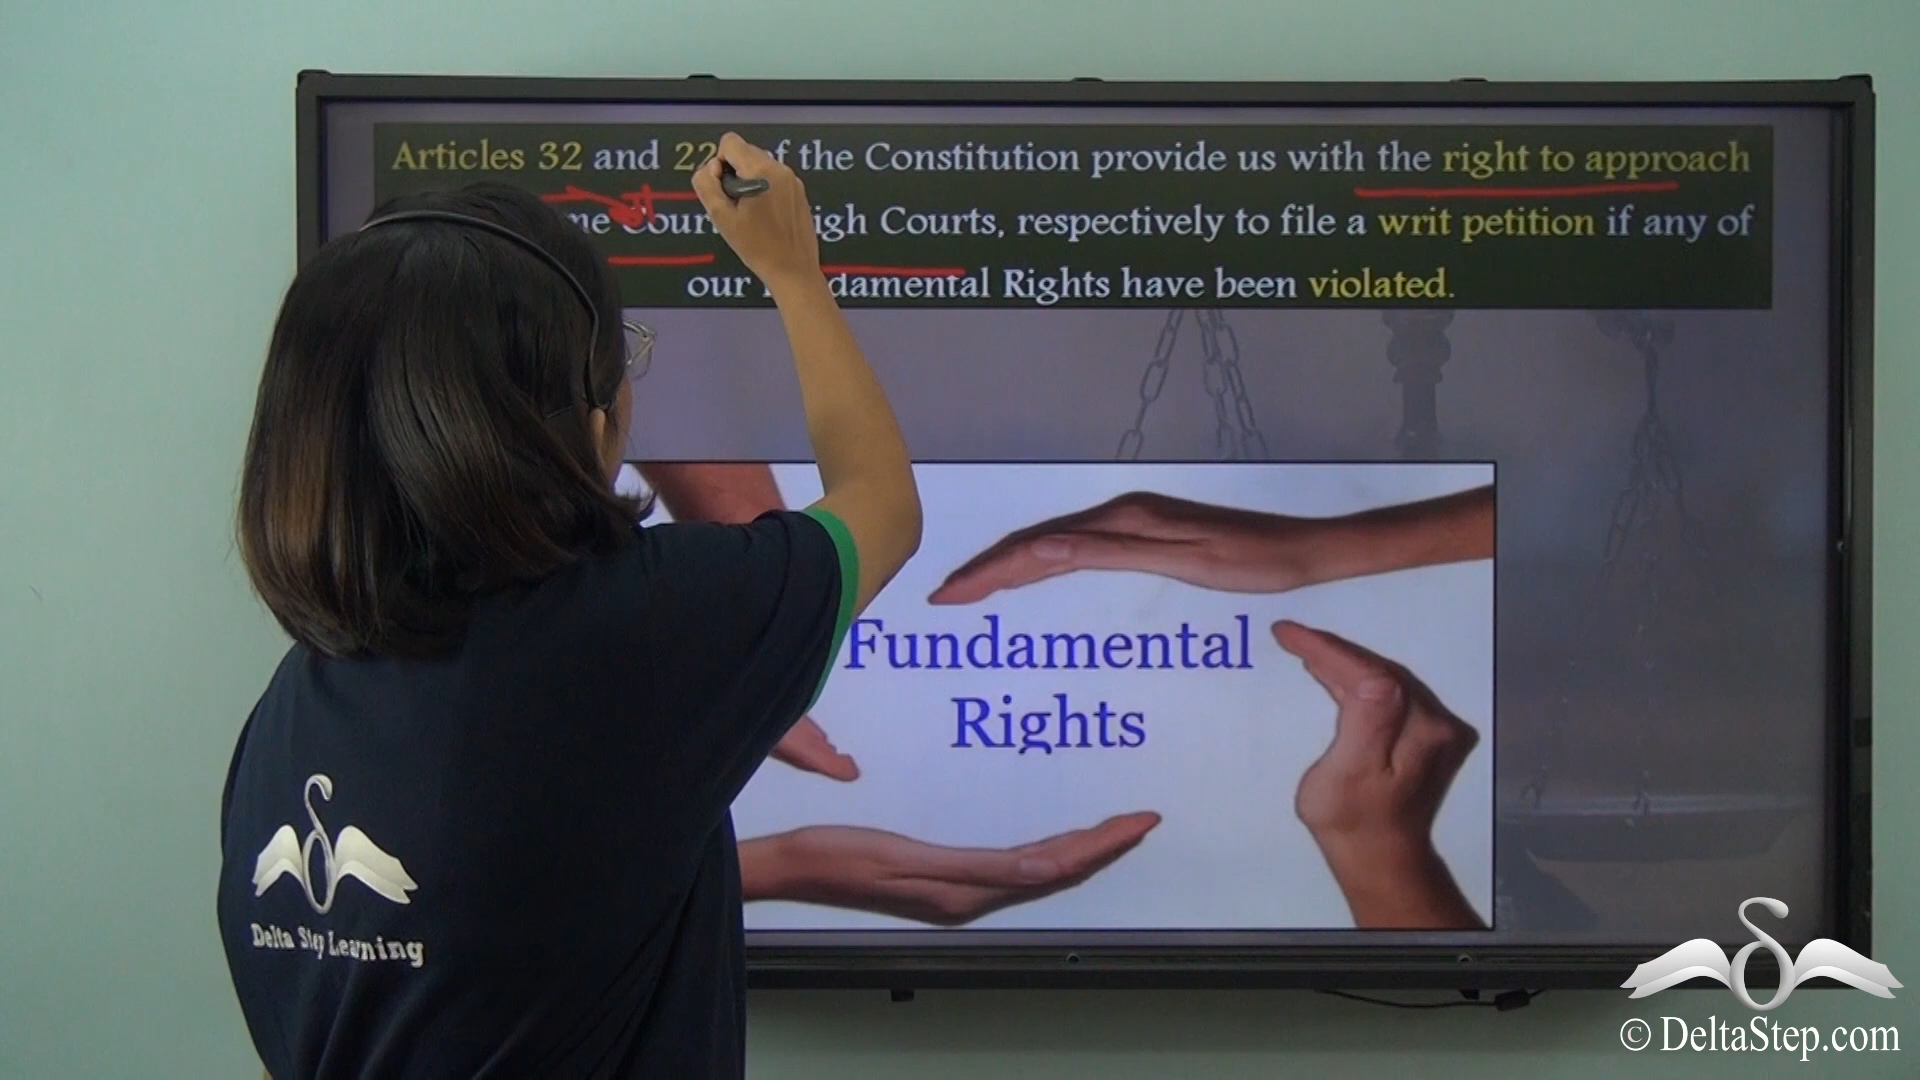 Articles 32 and 22 of the Constitution provide us with the right to approach
Court igh Courts, respectively to file a writ petition if any of
our damental Rights have been violated.
Fundamental
Rights
Delta Step Learning
© DeltaStep.com